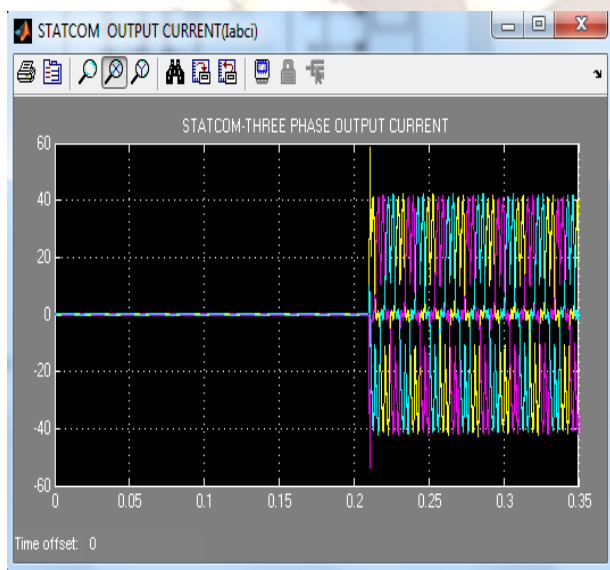 STATCOM OUTPUT CURRENT(Iabci)
STATCOM-THREE PHASE OUTPUT CURRENT
60
40
20
0
-20
-40
-60
0 0.05 0.1 0.15 0.2 0.25 0.3 0.35
Time offset: 0